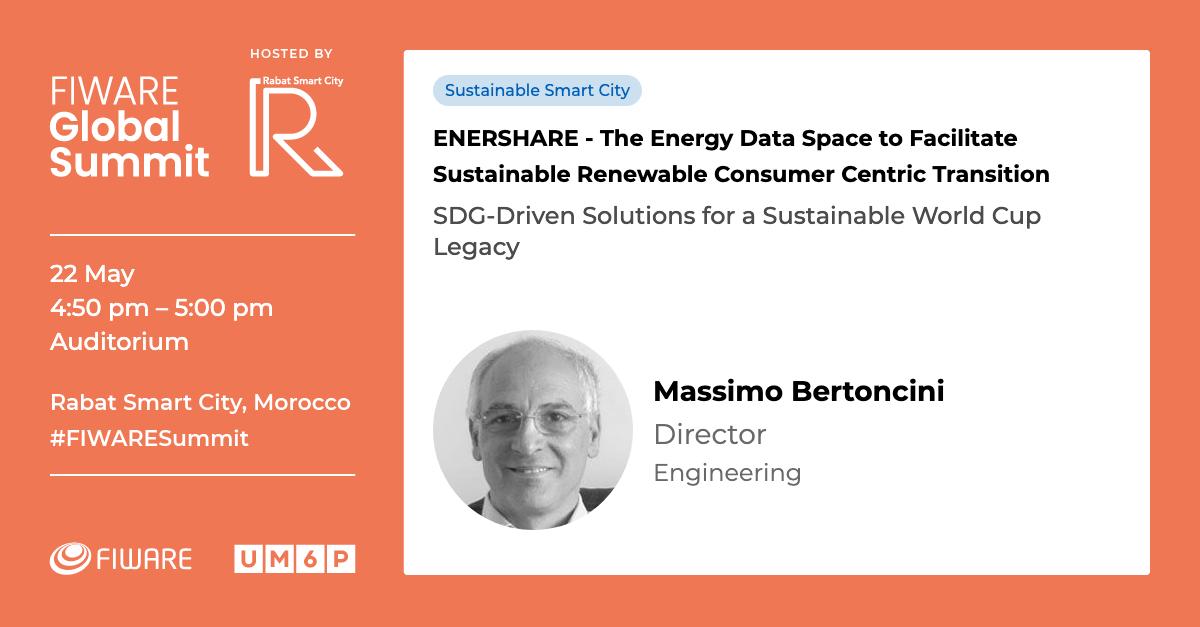 HOSTED BY
FIWARE
Global
Summit
Rabat Smart City
R
22 May
4:50 pm – 5:00 pm
Auditorium
Rabat Smart City, Morocco
#FIWARESummit
FIWARE
UM6P
Sustainable Smart City
ENERSHARE - The Energy Data Space to Facilitate
Sustainable Renewable Consumer Centric Transition
SDG-Driven Solutions for a Sustainable World Cup
Legacy
Massimo Bertoncini
Director
Engineering